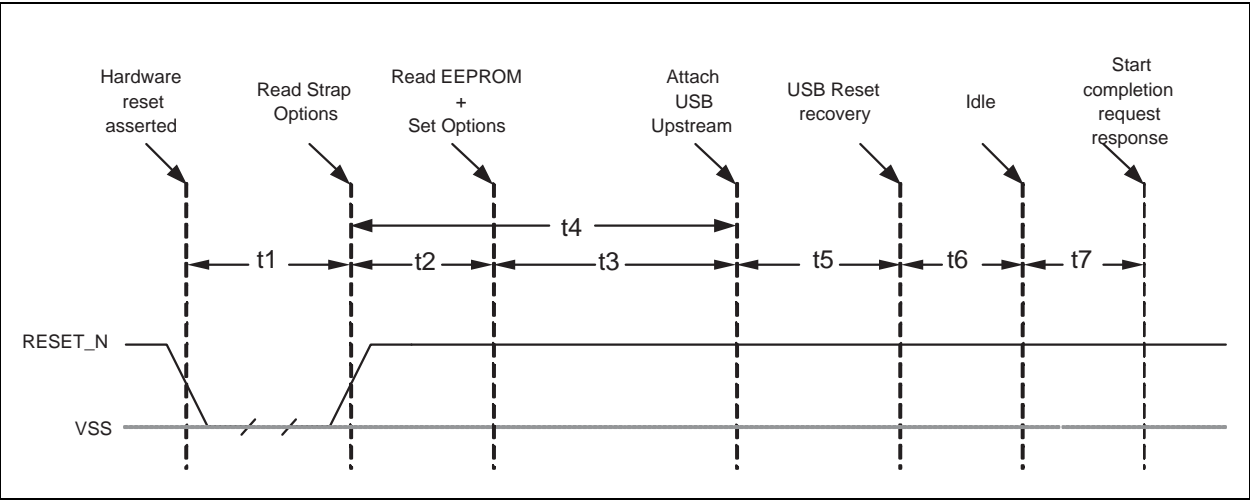 Hardware
reset
asserted
Read Strap
Options
Read EEPROM
+
Set Options
Attach
USB
Upstream
USB Reset
recovery
Idle
Start
completion
request
response
t4
t1
t2
t3
t5
t6
t7
RESET_N
VSS